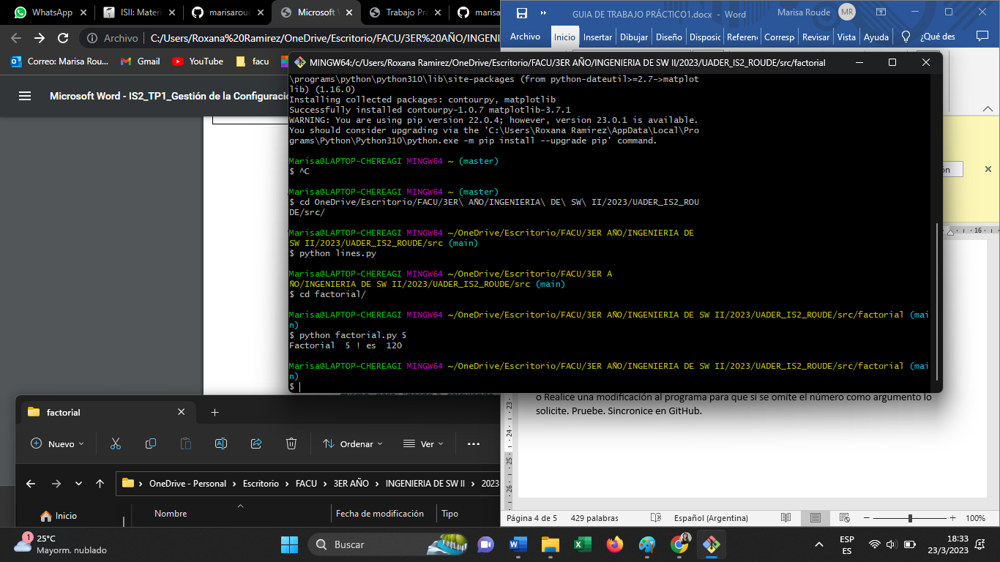 WhatsApp
ISII: Materi
marisarou
Microsoft
Trabajo Pr
marisa
Archivo
C:/Users/Roxana%20Ramirez/OneDrive/Escritorio/FACU/3ER%20AÑO/INGENI
Correo: Marisa Rou...
Gmail
YouTube
facu
Microsoft Word - IS2_TP1_Gestión de la Configuració
GUIA DE TRABAJO PRÁCTICO1.docx - Word
Marisa Roude
MR
Archivo
Inicio
Insertar
Dibujar
Diseño
Disposic
Referen
Corresp
Revisar
Vista
Ayuda
¿Qué des
MINGW64:/c/Users/Roxana Ramirez/OneDrive/Escritorio/FACU/3ER AÑO/INGENIERIA DE SW II/2023/UADER_IS2_ROUDE/src/factorial
\programs\python\python310\lib\site-packages (from python-dateutil>=2.7->matplot
lib) (1.16.0)
Installing collected packages: contourpy, matplotlib
Successfully installed contourpy-1.0.7 matplotlib-3.7.1
WARNING: You are using pip version 22.0.4; however, version 23.0.1 is available.
You should consider upgrading via the 'C:\Users\Roxana Ramirez\AppData\Local\Pro
grams\Python\Python310\python.exe -m pip install --upgrade pip' command.
Marisa@LAPTOP-CHEREAGI MINGW64 ~ (master)
$ ^C
Marisa@LAPTOP-CHEREAGI MINGW64 ~ (master)
$ cd OneDrive/Escritorio/FACU/3ER\ AÑO/INGENIERIA\ DE\ SW\ II/2023/UADER_IS2_ROU
DE/src/
Marisa@LAPTOP-CHEREAGI MINGW64 ~/OneDrive/Escritorio/FACU/3ER AÑO/INGENIERIA DE
SW II/2023/UADER_IS2_ROUDE/src (main)
$ python lines.py
Marisa@LAPTOP-CHEREAGI MINGW64 ~/OneDrive/Escritorio/FACU/3ER A
ÑO/INGENIERIA DE SW II/2023/UADER_IS2_ROUDE/src (main)
$ cd factorial/
Marisa@LAPTOP-CHEREAGI MINGW64 ~/OneDrive/Escritorio/FACU/3ER AÑO/INGENIERIA DE SW II/2023/UADER_IS2_ROUDE/src/factorial (mai
n)
$ python factorial.py 5
Factorial  5 ! es  120
Marisa@LAPTOP-CHEREAGI MINGW64 ~/OneDrive/Escritorio/FACU/3ER AÑO/INGENIERIA DE SW II/2023/UADER_IS2_ROUDE/src/factorial (mai
n)
$
ón
16
o Realice una modificación al programa para que si se omite el número como argumento lo
solicite. Pruebe. Sincronice en GitHub.
23
24
25
26
factorial
Nuevo
Ordenar
Ver
OneDrive - Personal
Escritorio
FACU
3ER AÑO
INGENIERIA DE SW II
2023
Inicio
Nombre
Fecha de modificación
Tipo
Página 4 de 5
429 palabras
Español (Argentina)
100%
1
25°C
Mayorm. nublado
Buscar
ESP
ES
18:33
23/3/2023